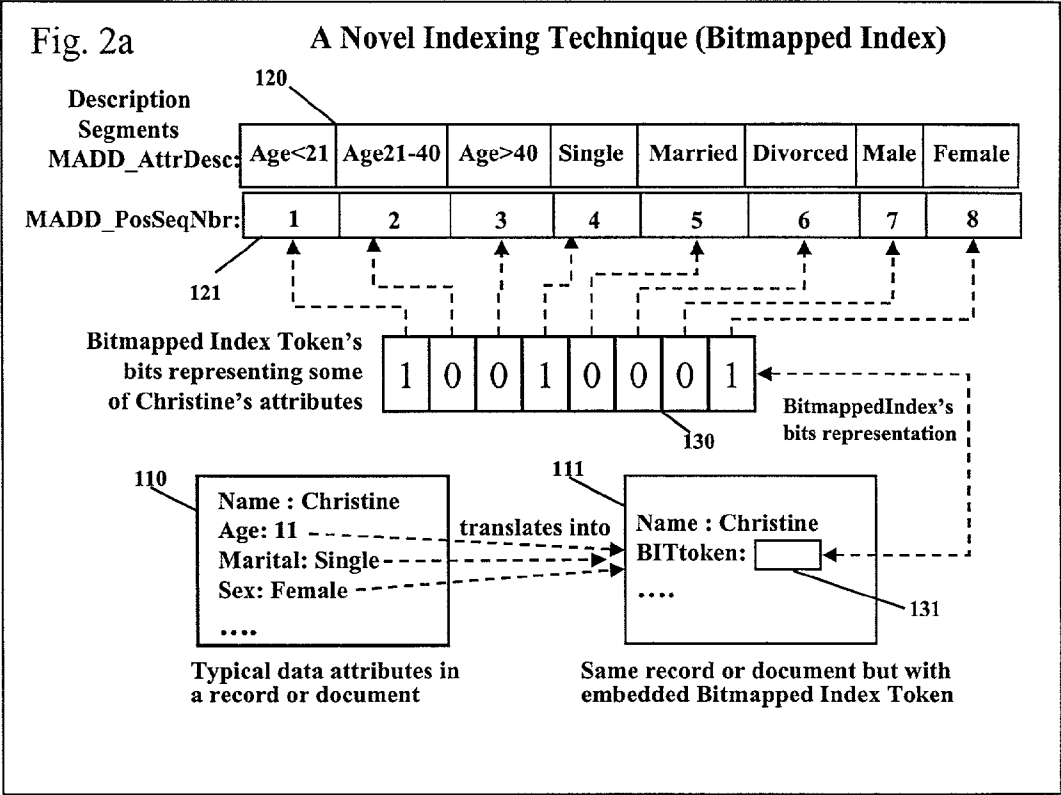 Fig. 2a
A Novel Indexing Technique (Bitmapped Index)
120
Description
Segments
MADD_AttrDesc: Age<21 Age21-40 Age>40 Single Married Divorced Male Female
MADD_PosSeqNbr: 1 2 3 4 5 6 7 8
121
Bitmapped Index Token's
bits representing some
of Christine's attributes
1 0 0 1 0 0 0 1
130
BitmappedIndex's
bits representation
110
Name : Christine
Age: 11
Marital: Single
Sex: Female
....
translates into
111
Name : Christine
BITtoken:
....
131
Typical data attributes in
a record or document
Same record or document but with
embedded Bitmapped Index Token